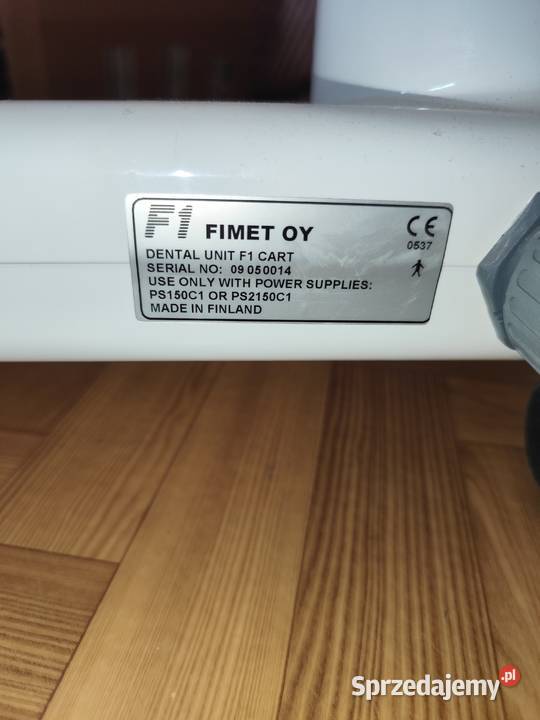 F1 FIMET OY
CE
0537
DENTAL UNIT F1 CART
SERIAL NO: 09 050014
USE ONLY WITH POWER SUPPLIES:
PS150C1 OR PS2150C1
MADE IN FINLAND
Sprzedajemy.pl